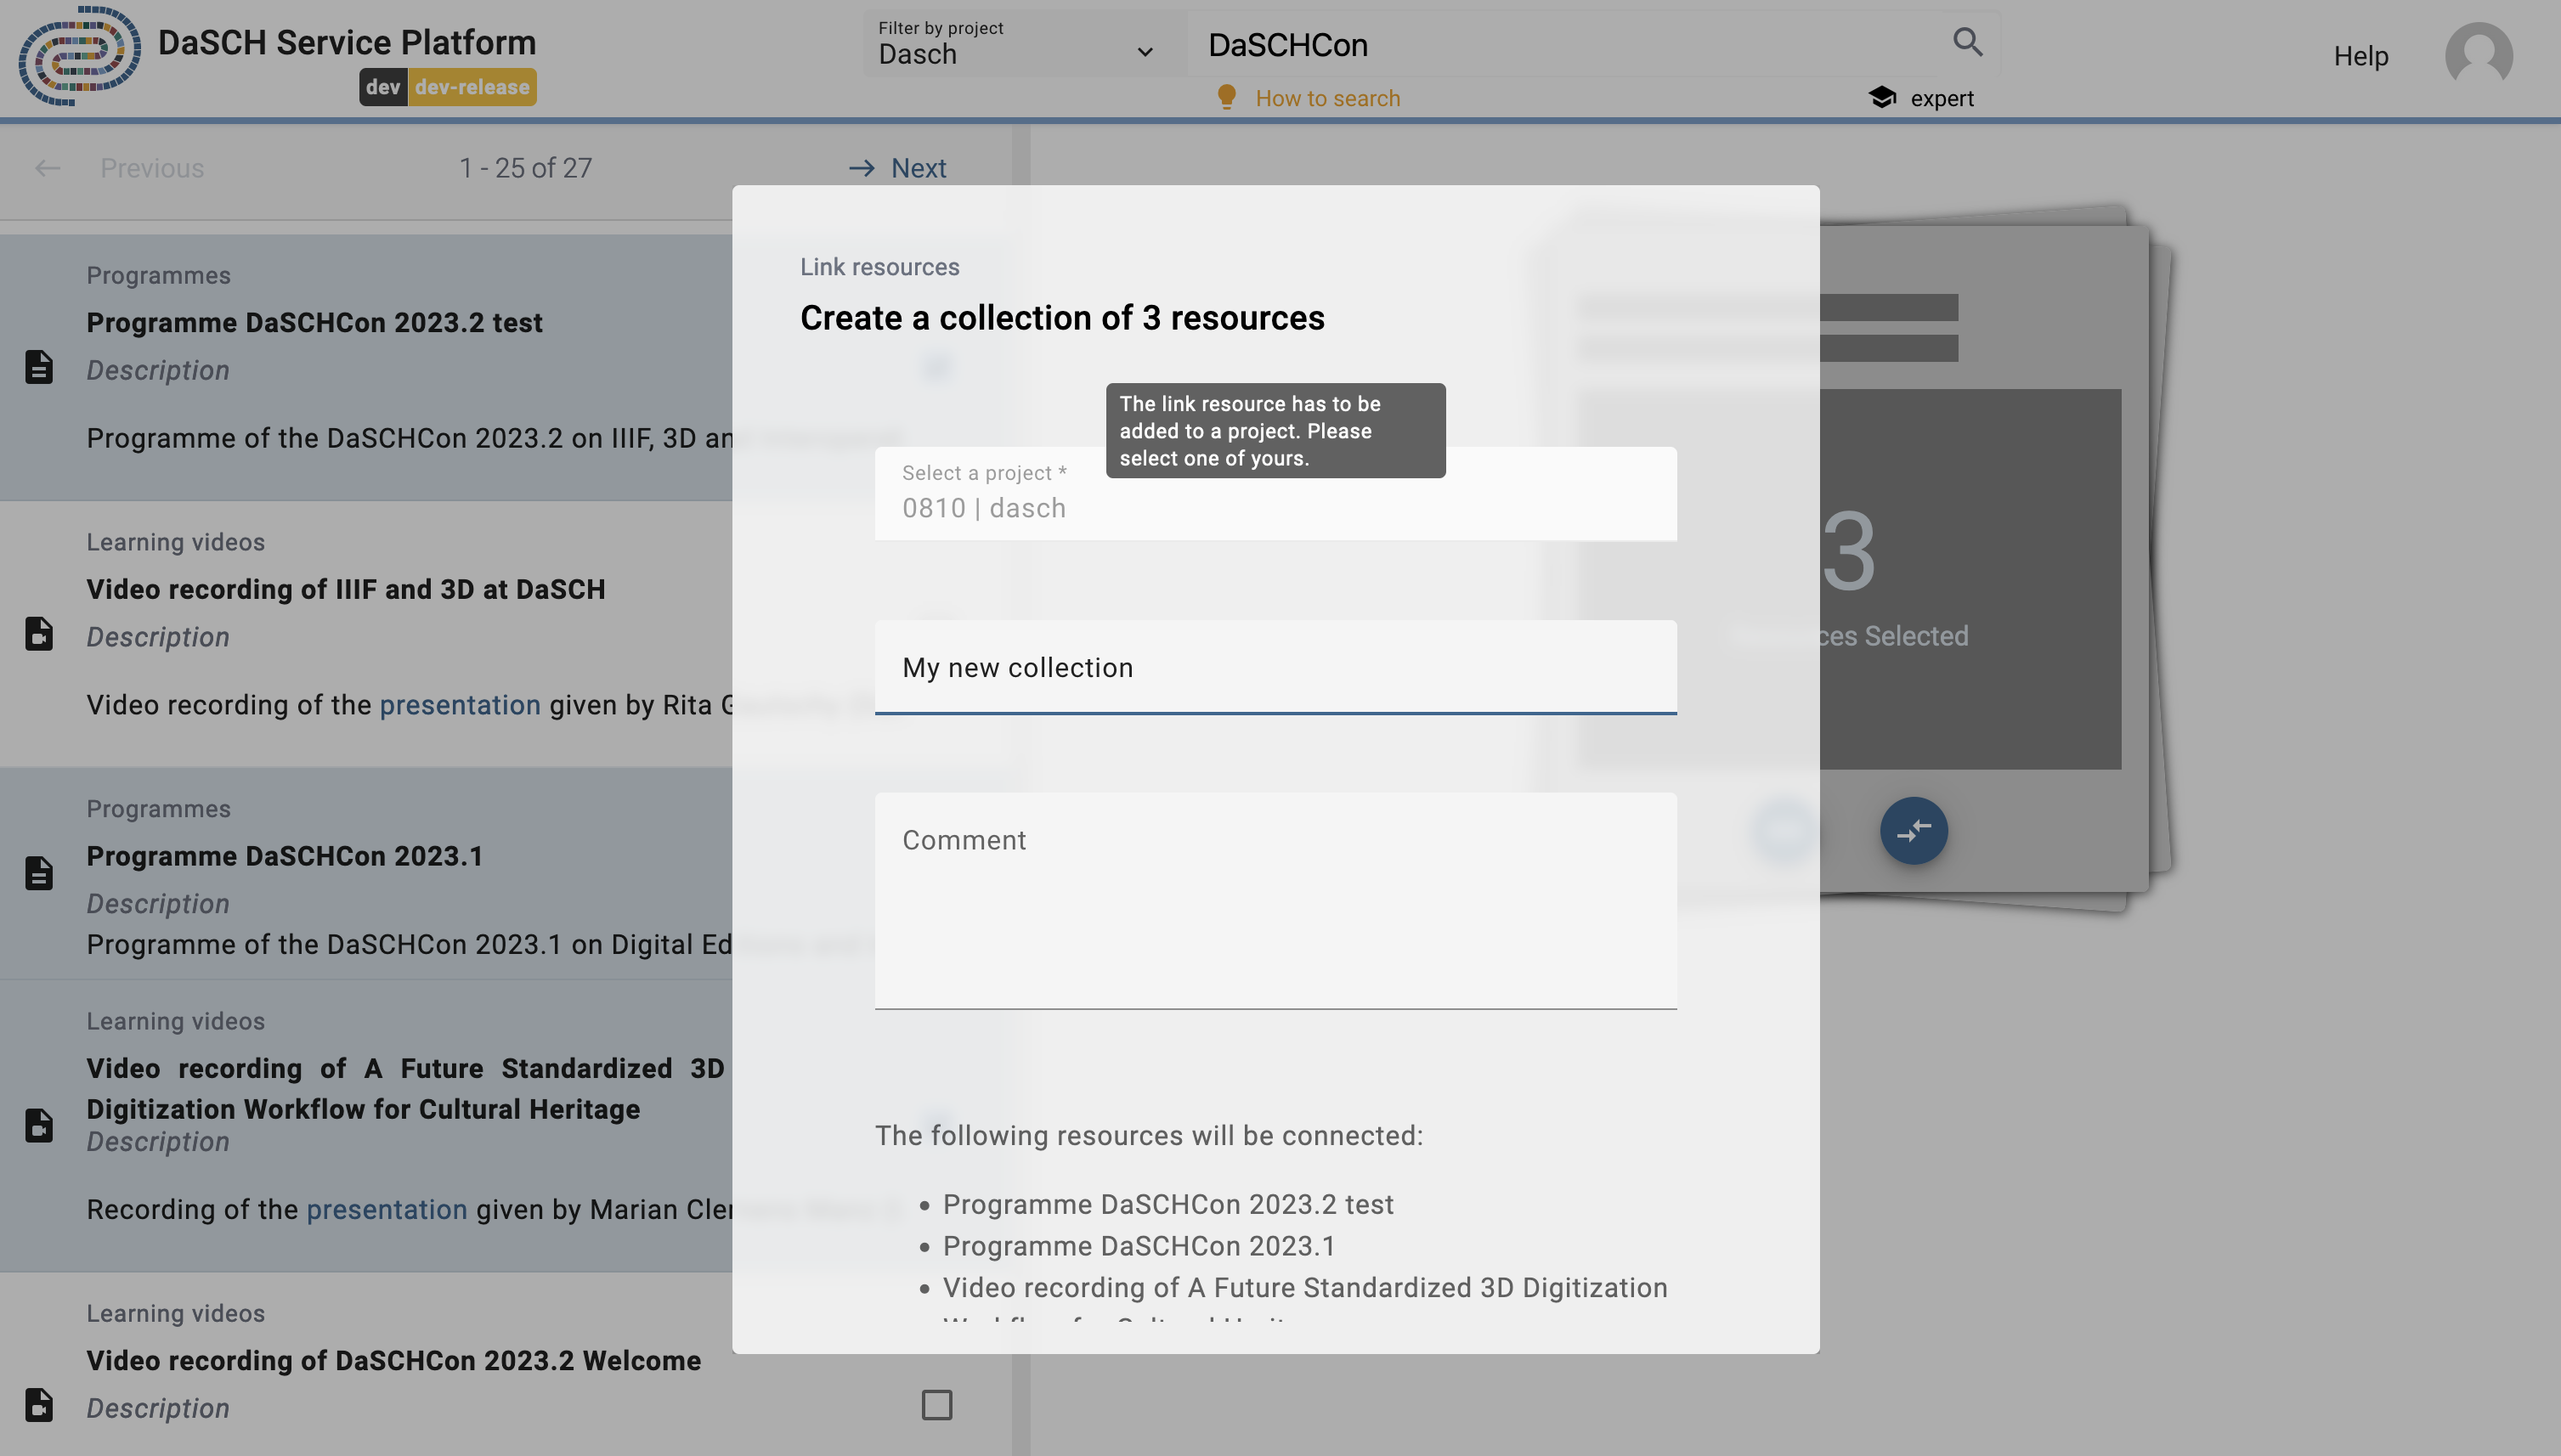 DaSCH Service Platform
dev dev-release
Filter by project
Dasch
DaSCHCon
How to search
expert
Help
Previous
1 - 25 of 27
Next
Programmes
Programme DaSCHCon 2023.2 test
Description
Programme of the DaSCHCon 2023.2 on IIIF, 3D
Learning videos
Video recording of IIIF and 3D at DaSCH
Description
Video recording of the presentation given by Rita
Programmes
Programme DaSCHCon 2023.1
Description
Programme of the DaSCHCon 2023.1 on Digital
Learning videos
Video recording of A Future Standardized 3D
Digitization Workflow for Cultural Heritage
Description
Recording of the presentation given by Marian
Learning videos
Video recording of DaSCHCon 2023.2 Welcome
Description
Link resources
Create a collection of 3 resources
The link resource has to be
added to a project. Please
select one of yours.
Select a project *
0810 | dasch
My new collection
Comment
The following resources will be connected:
Programme DaSCHCon 2023.2 test
Programme DaSCHCon 2023.1
Video recording of A Future Standardized 3D Digitization
3
Selected